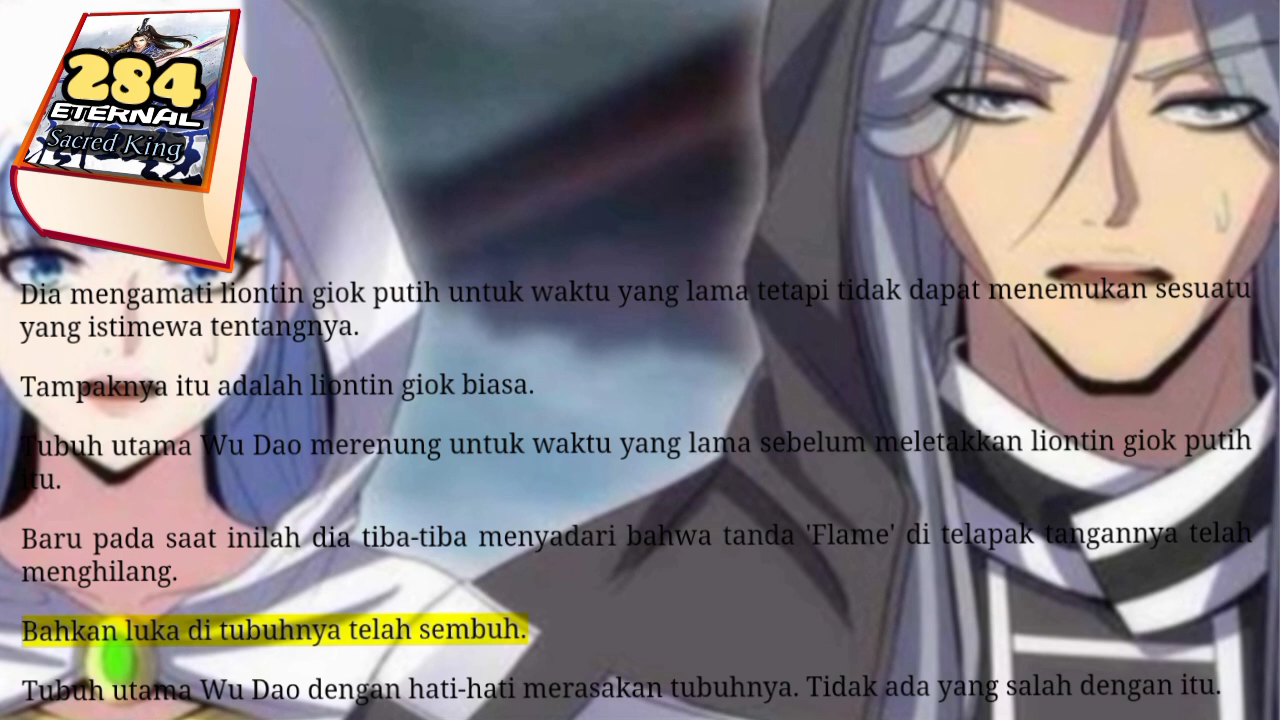 284
ETERNAL
Sacred King
Dia mengamati liontin giok putih untuk waktu yang lama tetapi tidak dapat menemukan sesuatu
yang istimewa tentangnya.
Tampaknya itu adalah liontin giok biasa.
Tubuh utama Wu Dao merenung untuk waktu yang lama sebelum meletakkan liontin giok putih
itu.
Baru pada saat inilah dia tiba-tiba menyadari bahwa tanda 'Flame' di telapak tangannya telah
menghilang.
Bahkan luka di tubuhnya telah sembuh.
Tubuh utama Wu Dao dengan hati-hati merasakan tubuhnya. Tidak ada yang salah dengan itu.